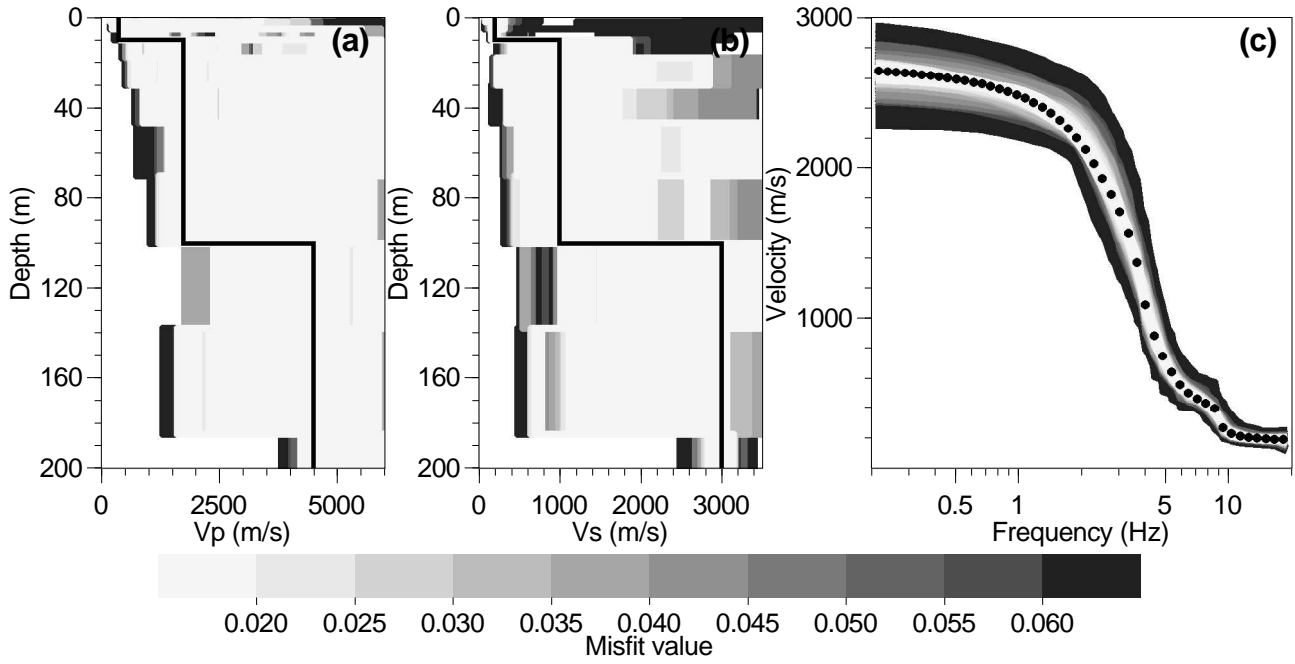 (a)
0
40
80
120
160
200
Depth (m)
0 2500 5000
Vp (m/s)
(b)
0
40
80
120
160
200
Depth (m)
0 1000 2000 3000
Vs (m/s)
(c)
3000
2000
1000
Velocity (m/s)
0.5 1 5 10
Frequency (Hz)
0.020 0.025 0.030 0.035 0.040 0.045 0.050 0.055 0.060
Misfit value